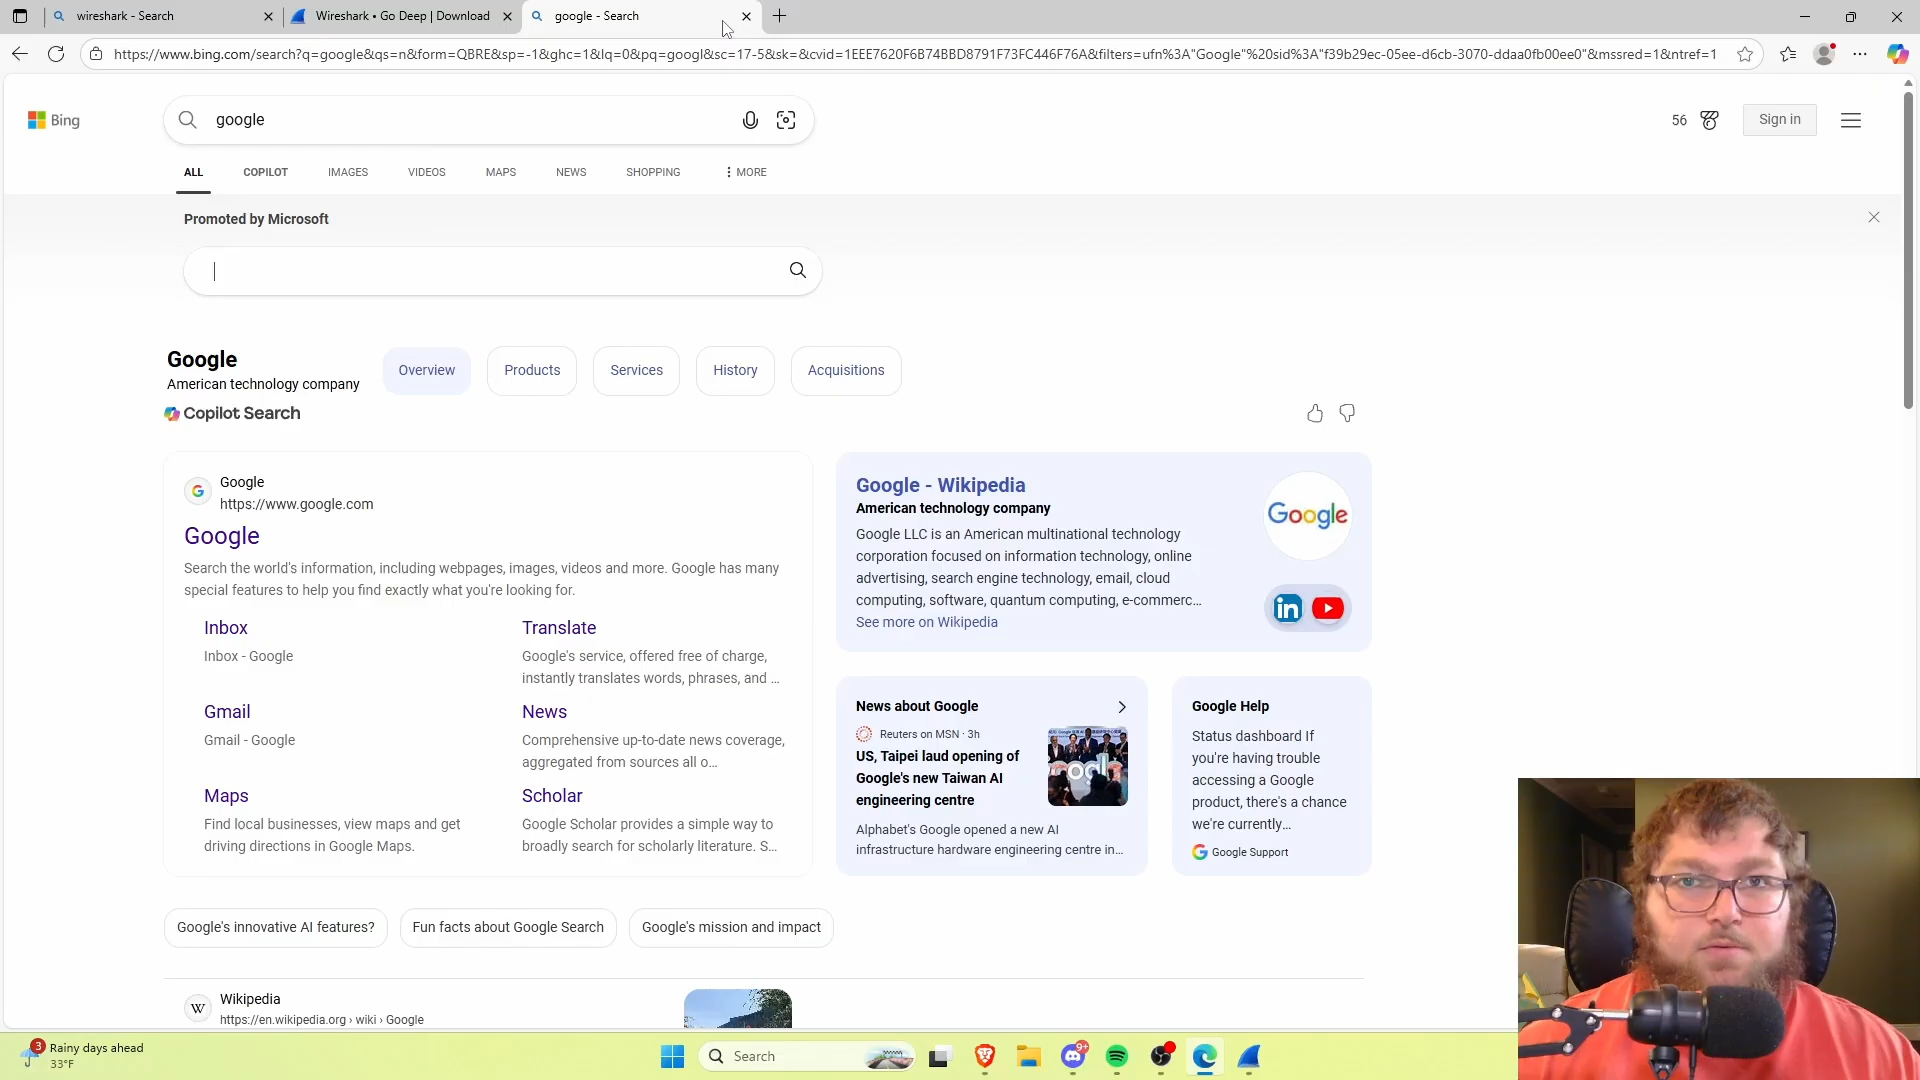 wireshark - Search
Wireshark • Go Deep | Download
google - Search
https://www.bing.com/search?q=google&qs=n&form=QBRE&sp=-1&ghc=1&lq=0&pq=googl&sc=17-5&sk=&cvid=1EEE7620F6B74BBD8791F73FC446F76A&filters=ufn%3A"Google"%20sid%3A"f39b29ec-05ee-d6cb-3070-ddaa0fb00ee0"&mssred=1&ntref=1
Bing
google
56
Sign in
ALL
COPILOT
IMAGES
VIDEOS
MAPS
NEWS
SHOPPING
MORE
Promoted by Microsoft
Google
American technology company
Overview
Products
Services
History
Acquisitions
Copilot Search
Google
https://www.google.com
Google
Search the world's information, including webpages, images, videos and more. Google has many
special features to help you find exactly what you're looking for.
Inbox
Inbox - Google
Translate
Google's service, offered free of charge,
instantly translates words, phrases, and ...
Gmail
Gmail - Google
News
Comprehensive up-to-date news coverage,
aggregated from sources all o...
Maps
Find local businesses, view maps and get
driving directions in Google Maps.
Scholar
Google Scholar provides a simple way to
broadly search for scholarly literature. S...
Google - Wikipedia
American technology company
Google LLC is an American multinational technology
corporation focused on information technology, online
advertising, search engine technology, email, cloud
computing, software, quantum computing, e-commerc...
See more on Wikipedia
Google
in
News about Google
Reuters on MSN · 3h
US, Taipei laud opening of
Google's new Taiwan AI
engineering centre
Alphabet's Google opened a new AI
infrastructure hardware engineering centre in...
Google Help
Status dashboard If
you're having trouble
accessing a Google
product, there's a chance
we're currently...
Google Support
Google's innovative AI features?
Fun facts about Google Search
Google's mission and impact
W
Wikipedia
https://en.wikipedia.org › wiki › Google
3
Rainy days ahead
33°F
Search
9+